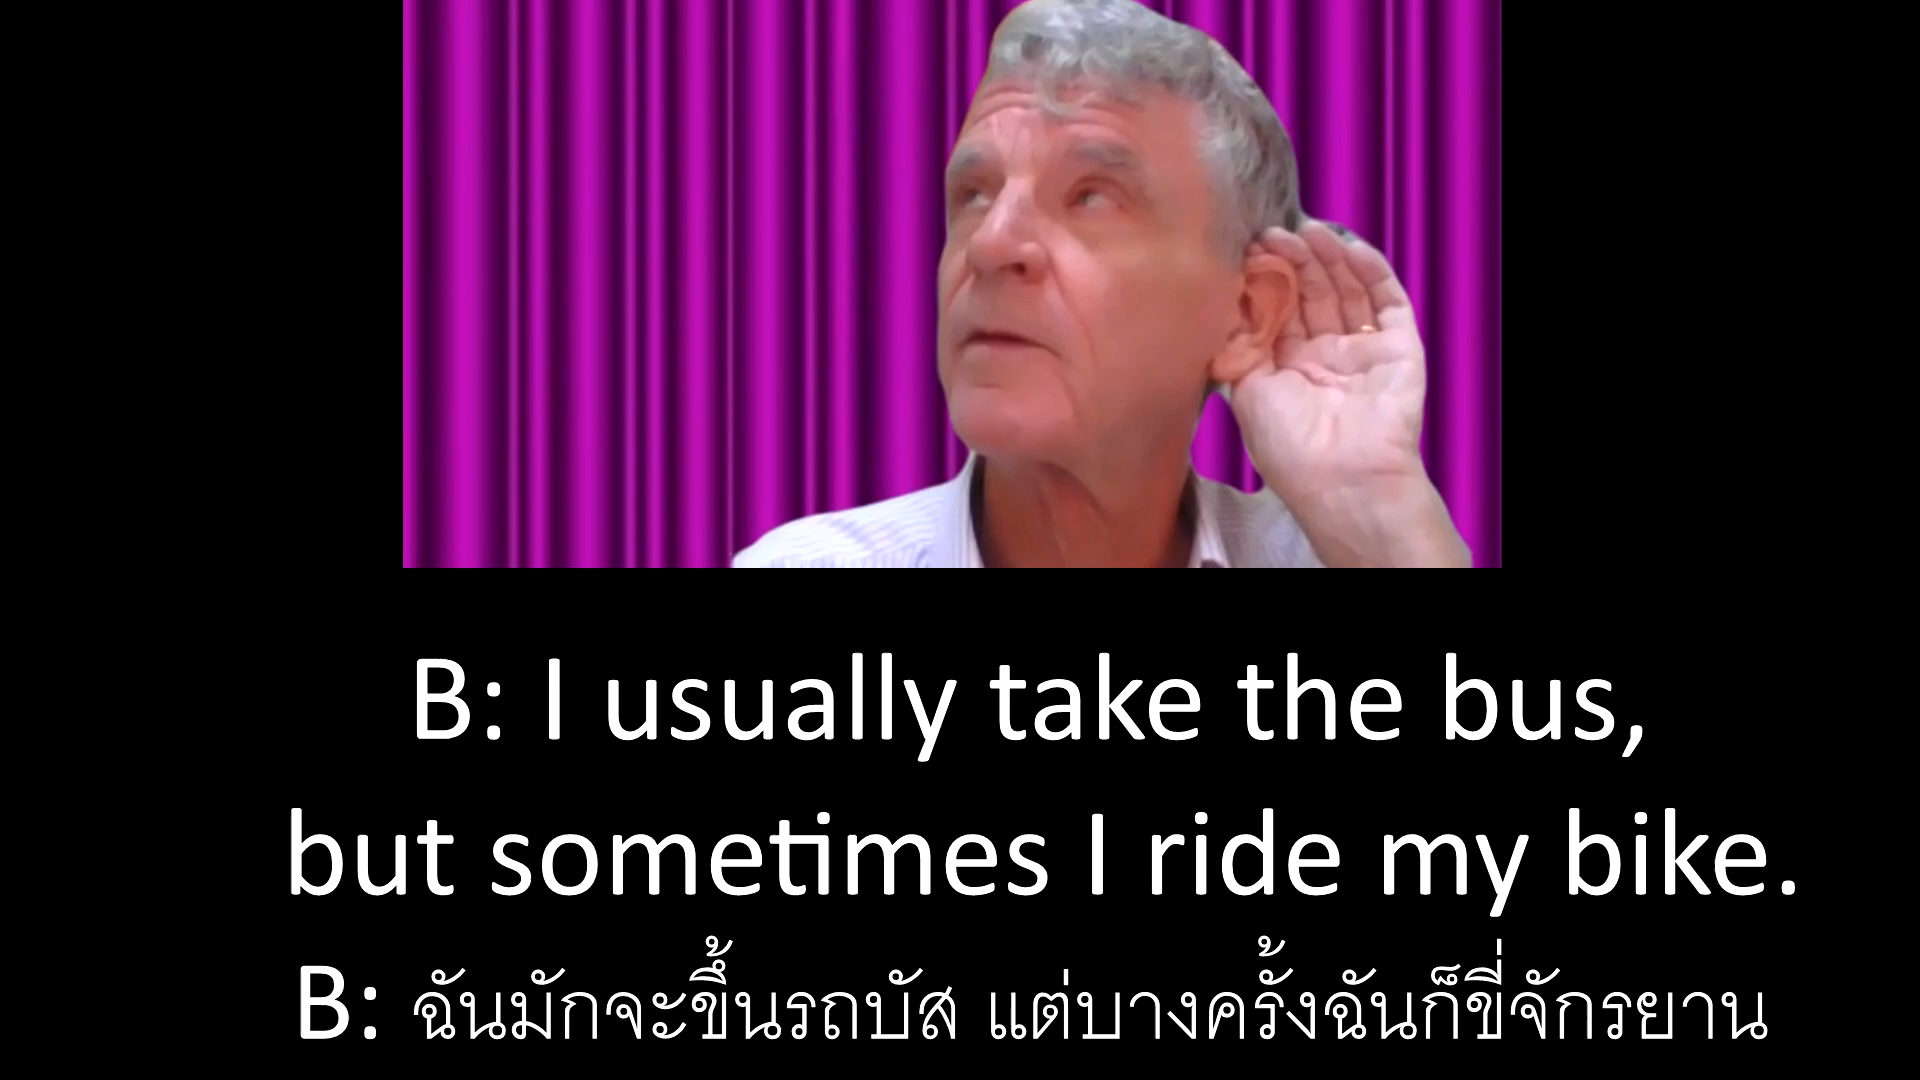 B: I usually take the bus,
but sometimes I ride my bike.
B: ฉันมักจะขึ้นรถบัส แต่บางครั้งฉันก็ขี่จักรยาน